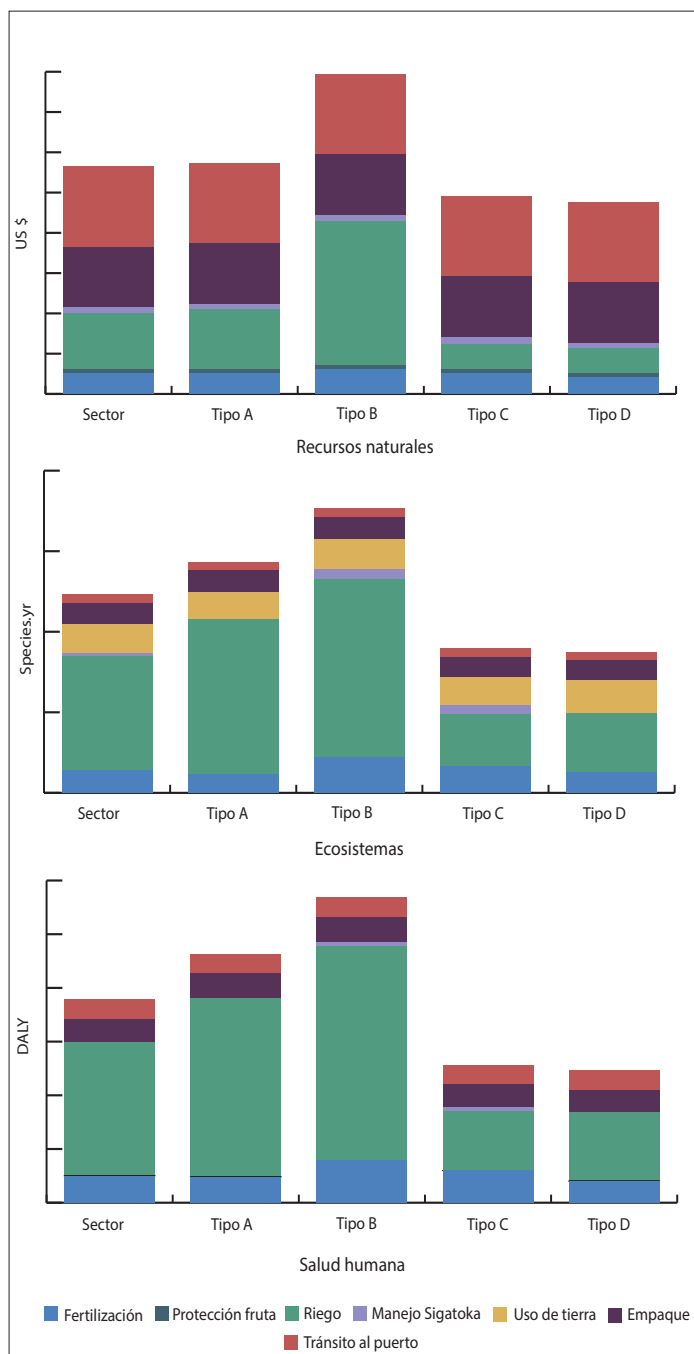 US $
Sector Tipo A Tipo B Tipo C Tipo D
Recursos naturales
Species.yr
Sector Tipo A Tipo B Tipo C Tipo D
Ecosistemas
DALY
Sector Tipo A Tipo B Tipo C Tipo D
Salud humana
Fertilización Protección fruta Riego Manejo Sigatoka Uso de tierra Empaque
Tránsito al puerto